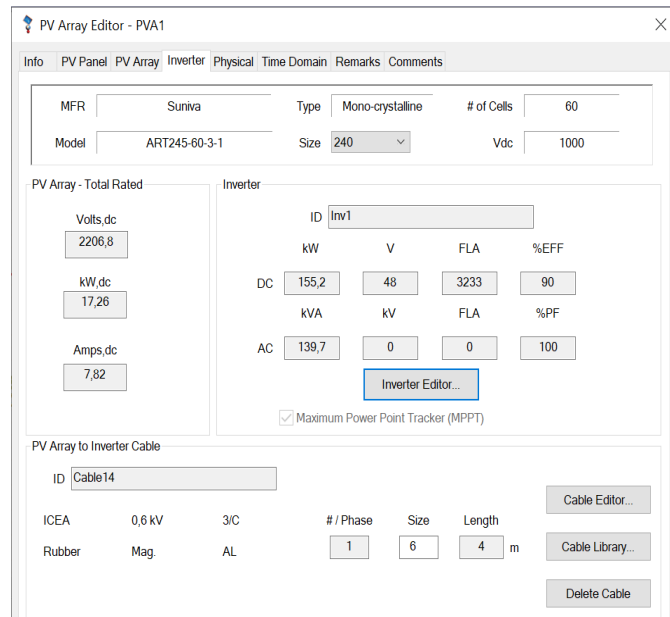 PV Array Editor - PVA1
Info PV Panel PV Array Inverter Physical Time Domain Remarks Comments
MFR Suniva Type Mono-crystalline # of Cells 60
Model ART245-60-3-1 Size 240 Vdc 1000
PV Array - Total Rated
Volts,dc
2206,8
kW,dc
17,26
Amps,dc
7,82
Inverter
ID Inv1
kW V FLA %EFF
DC 155,2 48 3233 90
kVA kV FLA %PF
AC 139,7 0 0 100
Inverter Editor...
Maximum Power Point Tracker (MPPT)
PV Array to Inverter Cable
ID Cable14
Cable Editor...
ICEA 0,6 kV 3/C # / Phase Size Length
Rubber Mag. AL 1 6 4 m
Cable Library...
Delete Cable